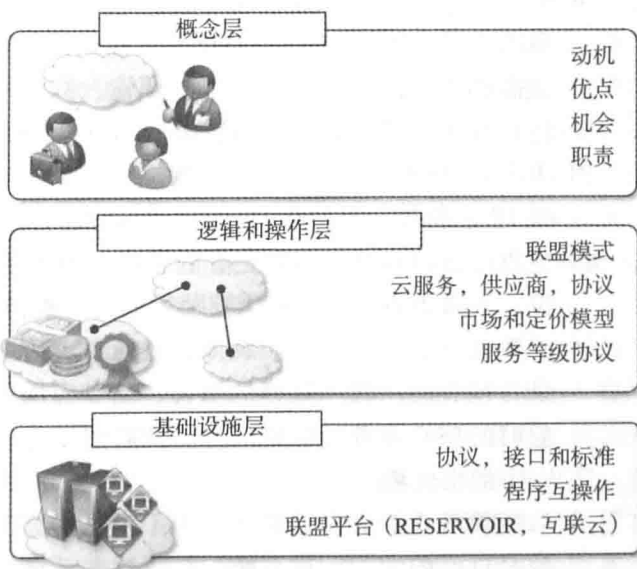 概念层
动机
优点
机会
职责
逻辑和操作层
联盟模式
云服务，供应商，协议
市场和定价模型
服务等级协议
基础设施层
协议，接口和标准
程序互操作
联盟平台（RESERVOIR，互联云）